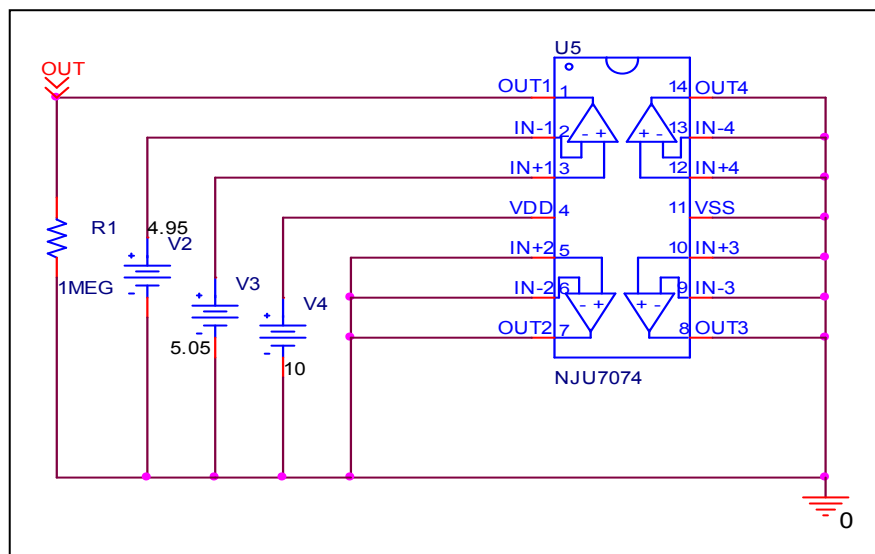 U5
OUT
OUT1 1 14 OUT4
IN-1 2 - + + - 13 IN-4
IN+1 3 12 IN+4
VDD 4 11 VSS
IN+2 5 10 IN+3
IN-2 6 - + + - 9 IN-3
OUT2 7 8 OUT3
NJU7074
R1
1MEG
4.95
+ V2
-
+ V3
-
5.05
+ V4
-
10
0